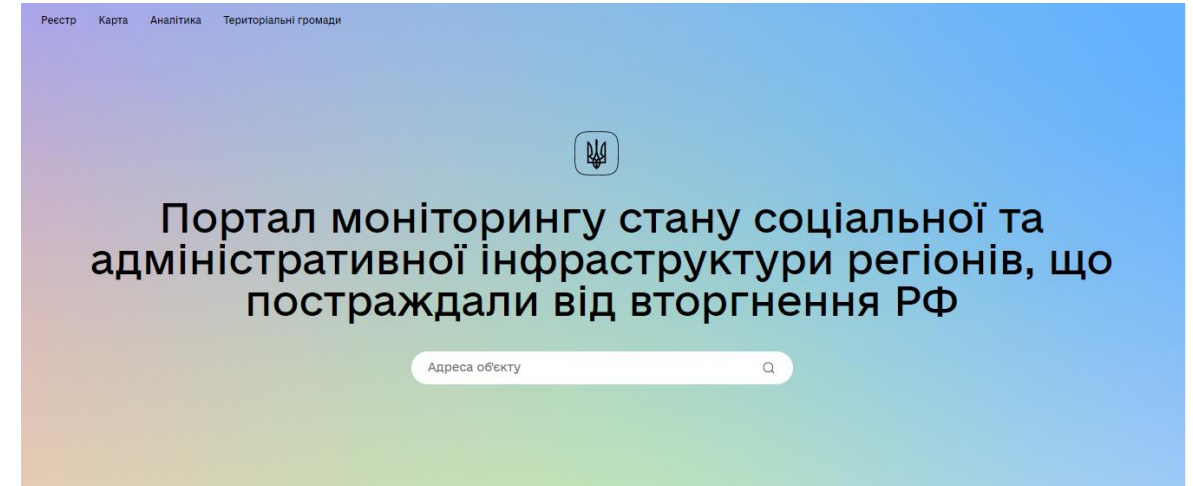 Реєстр Карта Аналітика Територіальні громади
Портал моніторингу стану соціальної та
адміністративної інфраструктури регіонів, що
постраждали від вторгнення РФ
Адреса об'єкту